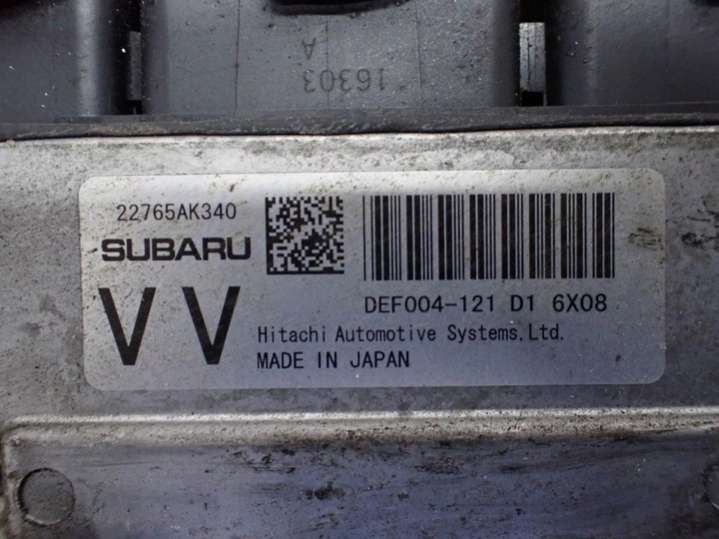 16303
A
22765AK340
SUBARU
VV
DEF004-121 D1 6X08
Hitachi Automotive Systems,Ltd.
MADE IN JAPAN